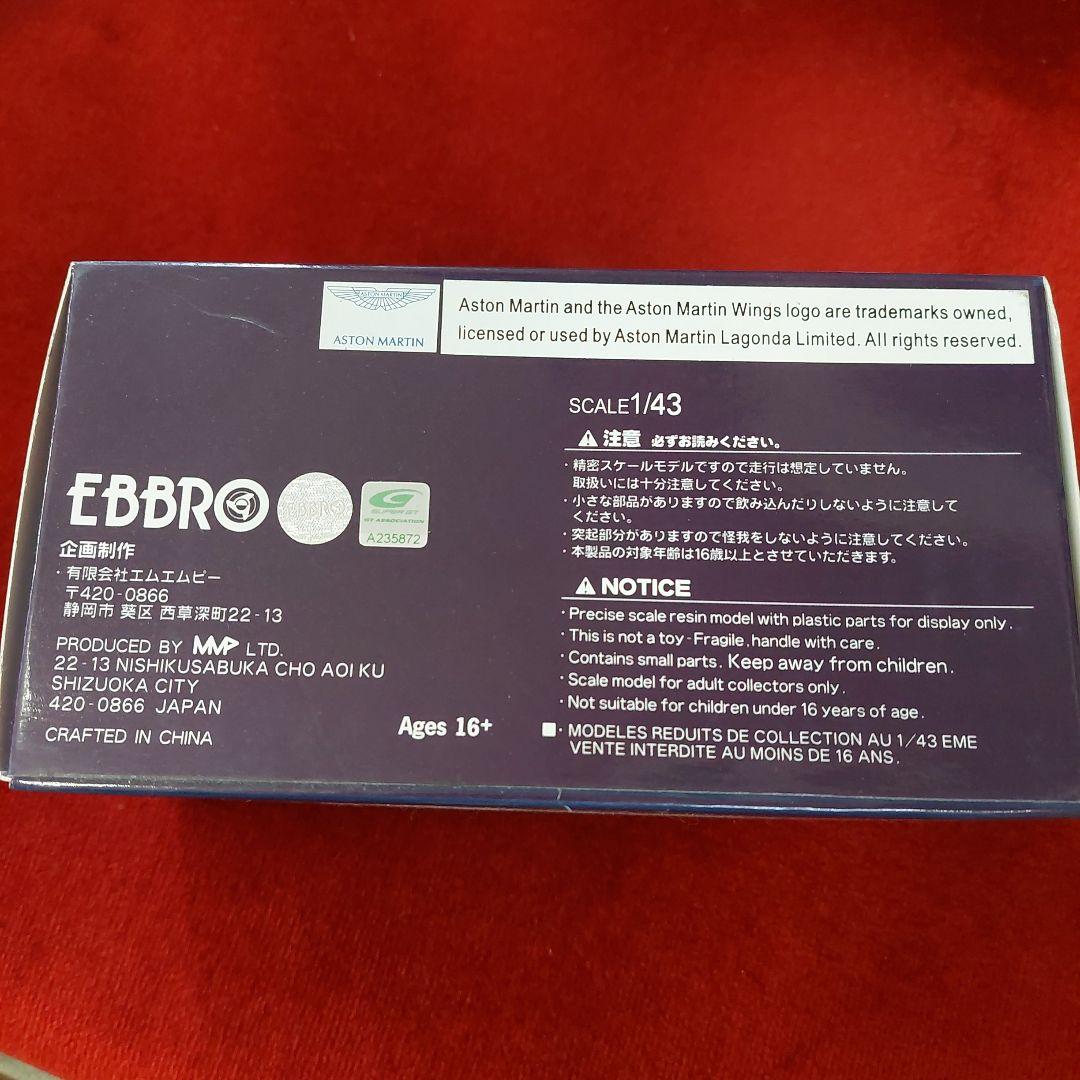 ASTON MARTIN
ASTON MARTIN
Aston Martin and the Aston Martin Wings logo are trademarks owned,
licensed or used by Aston Martin Lagonda Limited. All rights reserved.
EBBRO
EBBRO
SUPER GT
GT ASSOCIATION
A235872
企画制作
・有限会社エムエムピー
〒420-0866
静岡市 葵区 西草深町22-13
PRODUCED BY MMP LTD.
22-13 NISHIKUSABUKA CHO AOI KU
SHIZUOKA CITY
420-0866 JAPAN
CRAFTED IN CHINA
Ages 16+
SCALE1/43
注意 必ずお読みください。
・精密スケールモデルですので走行は想定していません。
取扱いには十分注意してください。
・小さな部品がありますので飲み込んだりしないように注意して
ください。
・突起部分がありますので怪我をしないように注意してください。
・本製品の対象年齢は16歳以上とさせていただきます。
NOTICE
・Precise scale resin model with plastic parts for display only.
・This is not a toy-Fragile, handle with care.
・Contains small parts. Keep away from children.
・Scale model for adult collectors only.
・Not suitable for children under 16 years of age.
■・MODELES REDUITS DE COLLECTION AU 1/43 EME
VENTE INTERDITE AU MOINS DE 16 ANS.